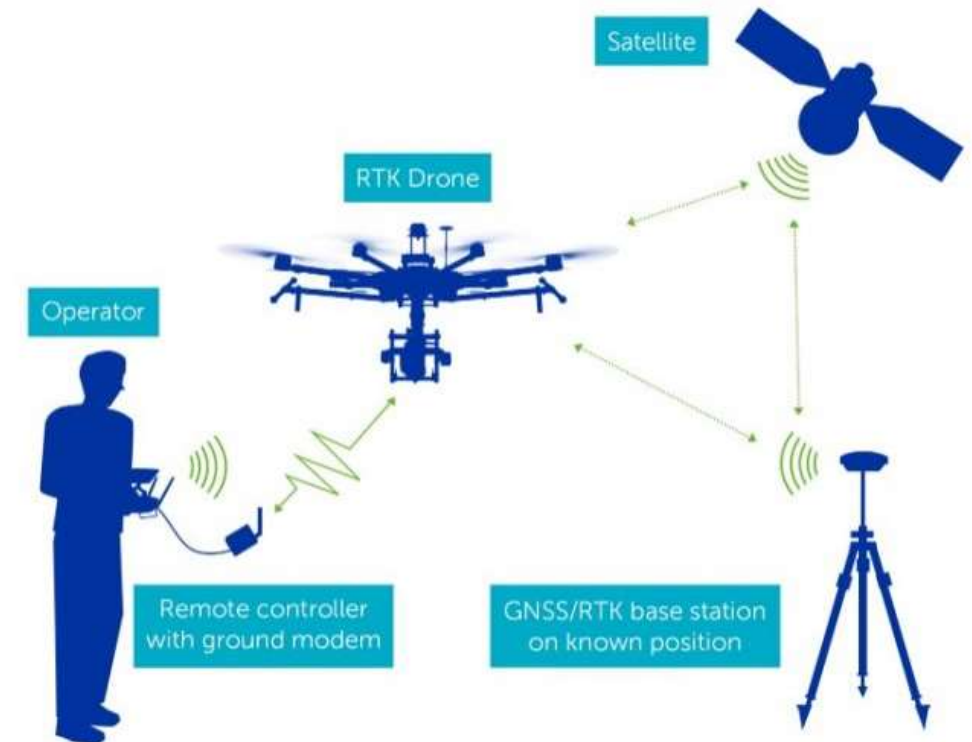 Satellite
RTK Drone
Operator
Remote controller
with ground modem
GNSS/RTK base station
on known position